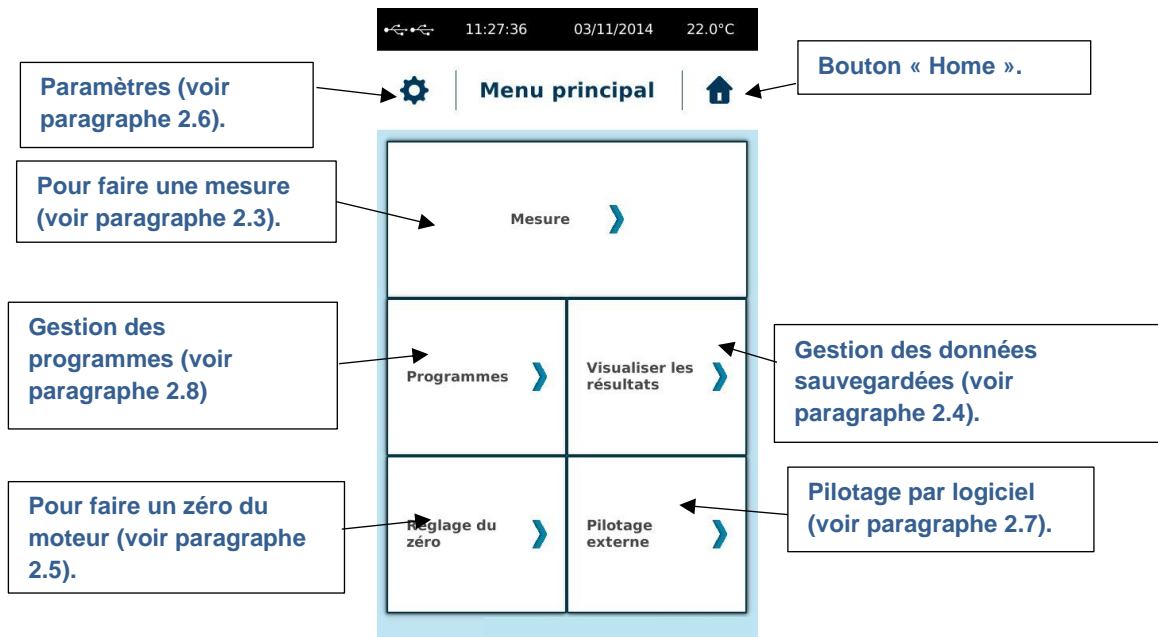 11:27:36 03/11/2014 22.0°C
Bouton « Home ».
Paramètres (voir
paragraphe 2.6).
Menu principal
Pour faire une mesure
(voir paragraphe 2.3).
Mesure
Gestion des
programmes (voir
paragraphe 2.8)
Programmes
Visualiser les
résultats
Gestion des données
sauvegardées (voir
paragraphe 2.4).
Pour faire un zéro du
moteur (voir paragraphe
2.5).
Réglage du
zéro
Pilotage
externe
Pilotage par logiciel
(voir paragraphe 2.7).